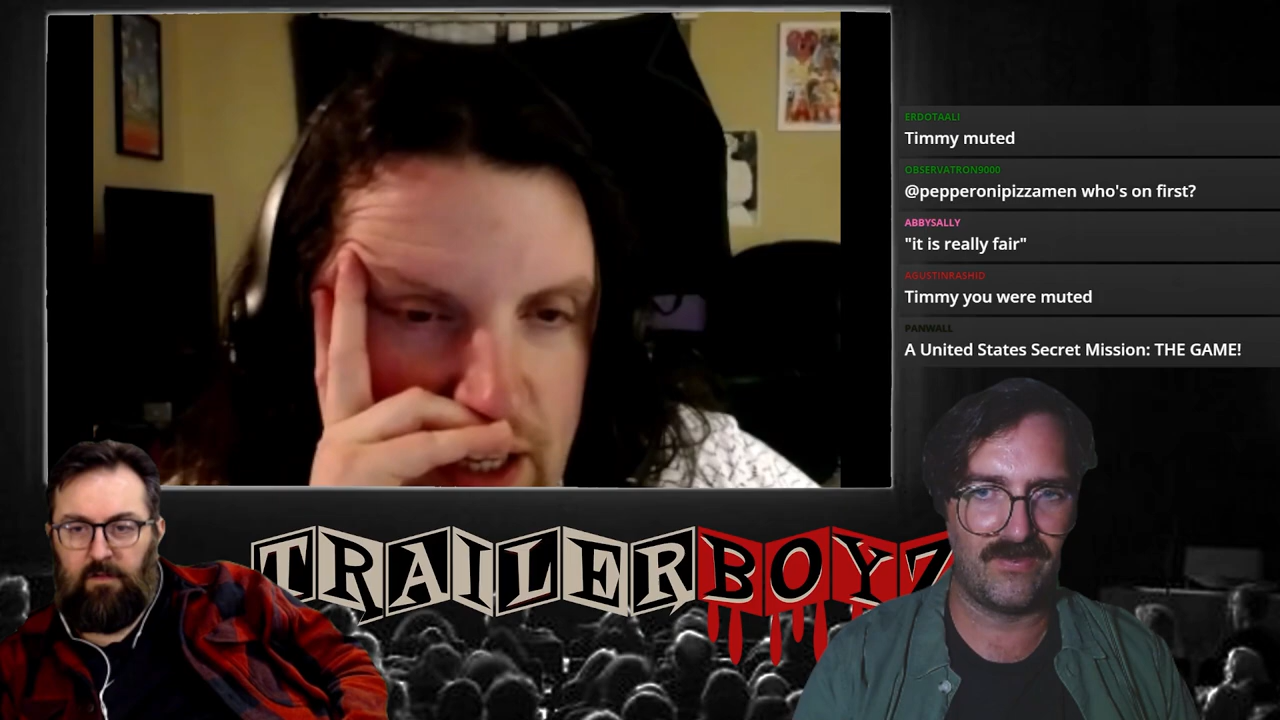 ERDOTAALI
Timmy muted
OBSERVATRON9000
@pepperonipizzamen who's on first?
ABBYSALLY
"it is really fair"
AGUSTINRASHID
Timmy you were muted
PANWALL
A United States Secret Mission: THE GAME!
TRAILERBOYZ